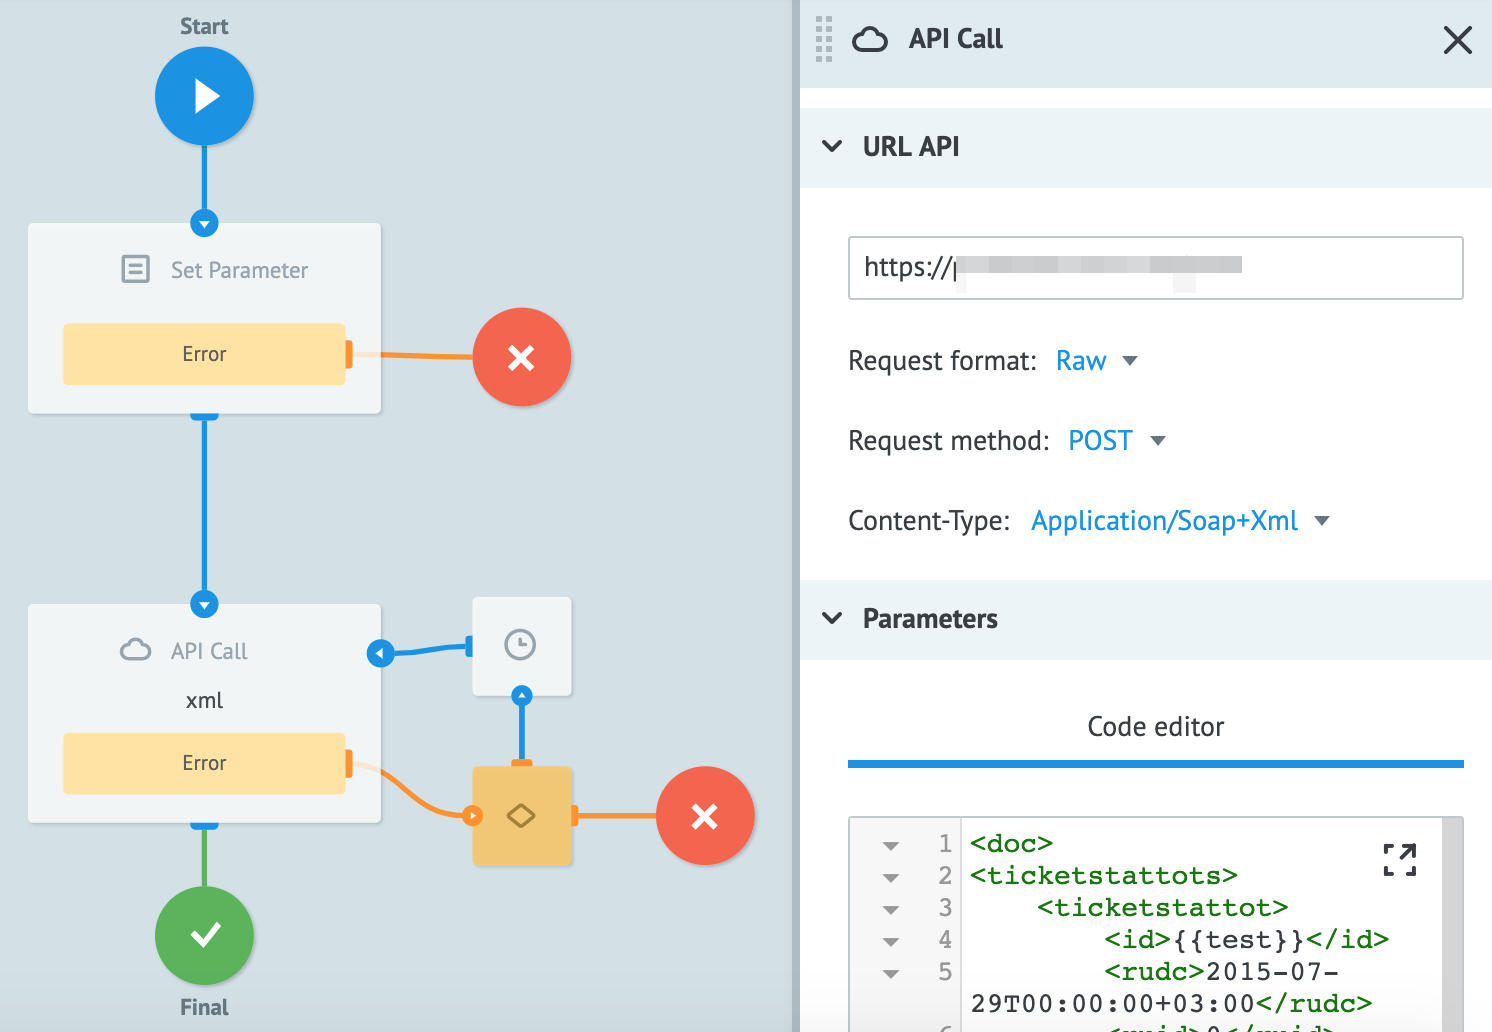 Start
Set Parameter
Error
API Call
xml
Error
Final
API Call
URL API
https://
Request format: Raw
Request method: POST
Content-Type: Application/Soap+Xml
Parameters
Code editor
1 <doc>
2 <ticketstattots>
3 <ticketstattot>
4 <id>{{test}}</id>
5 <rudc>2015-07-
29T00:00:00+03:00</rudc>